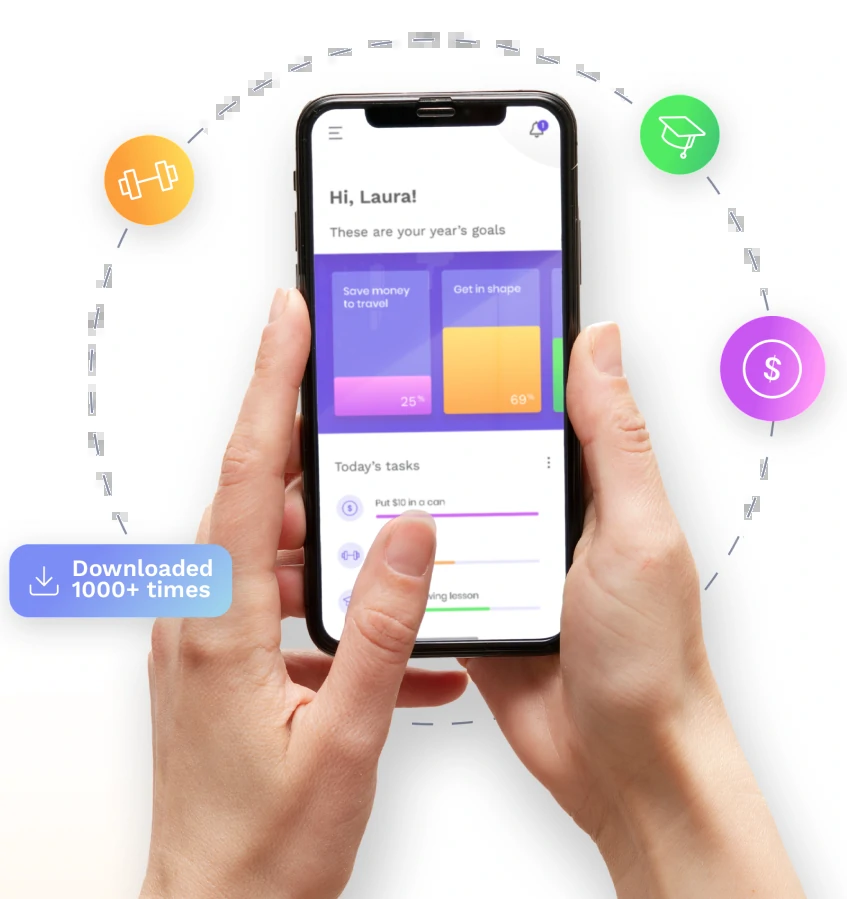 1
Hi, Laura!
These are your year's goals
Save money
to travel
Get in shape
25%
69%
Today's tasks
$
Put $10 in a can
lesson
Downloaded
1000+ times
$